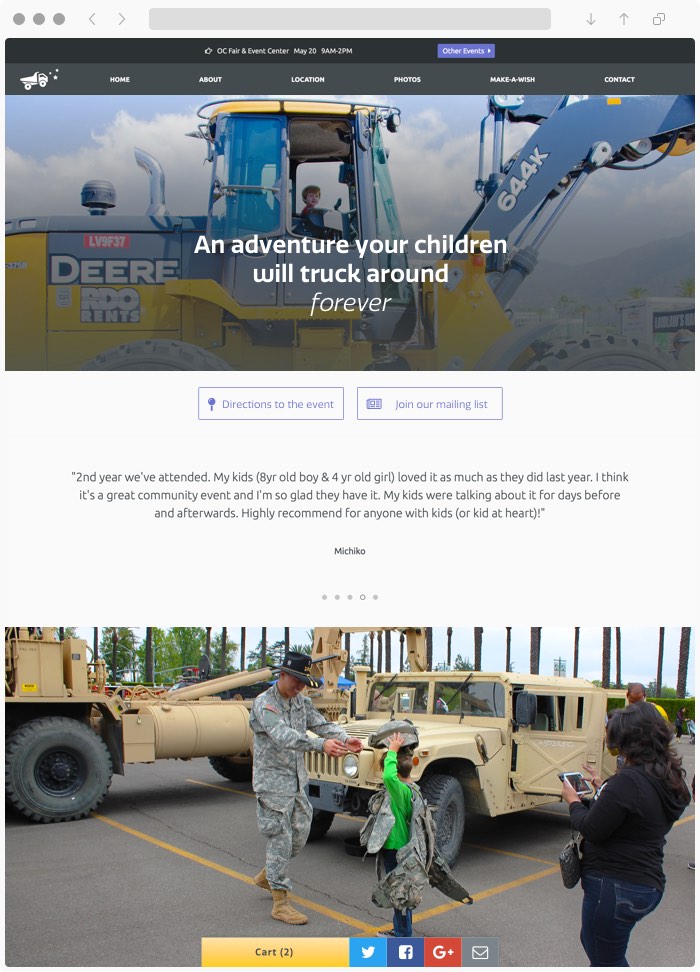 OC Fair & Event Center May 20 9AM-2PM
Other Events
HOME ABOUT LOCATION PHOTOS MAKE-A-WISH CONTACT
644K
LV9F37
DEERE
RDO
RENTS
An adventure your children
will truck around
forever
Directions to the event
Join our mailing list
"2nd year we've attended. My kids (8yr old boy & 4 yr old girl) loved it as much as they did last year. I think
it's a great community event and I'm so glad they have it. My kids were talking about it for days before
and afterwards. Highly recommend for anyone with kids (or kid at heart)!"
Michiko
Cart (2)
G+